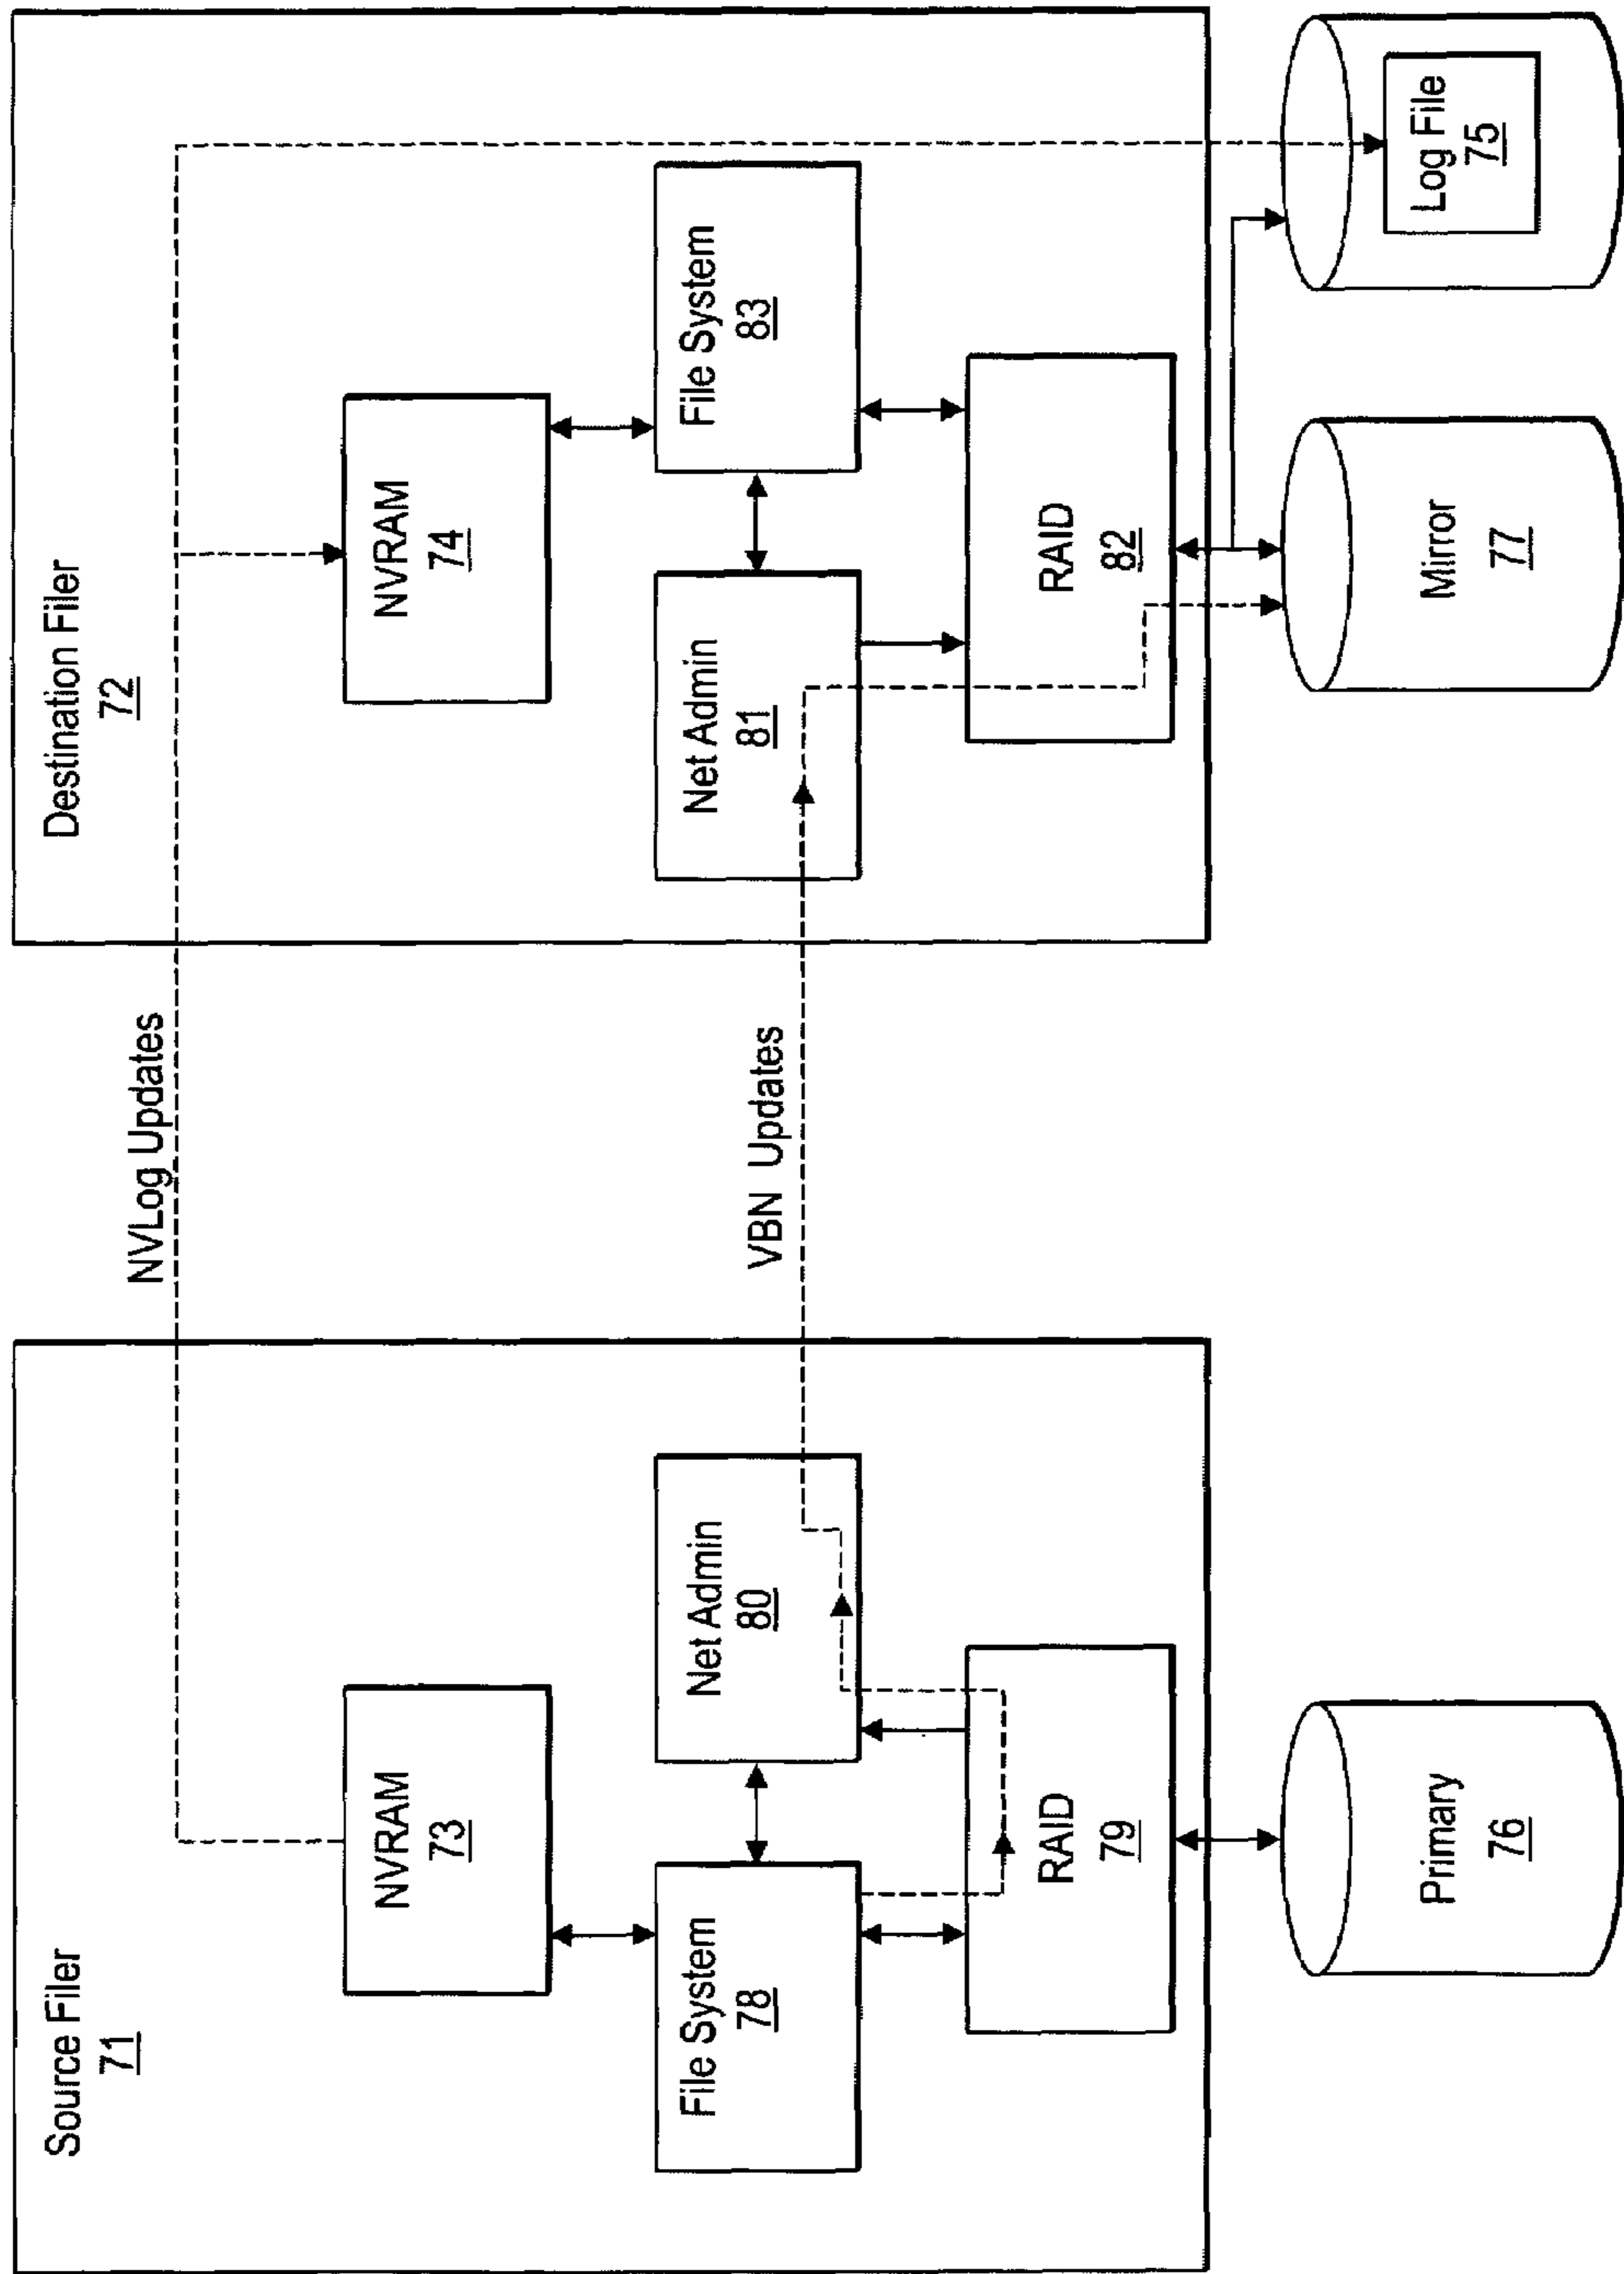 Source Filer
71
NVRAM
73
File System
78
Net Admin
80
RAID
79
Primary
76
NVLog Updates
VBN Updates
Destination Filer
72
NVRAM
74
Net Admin
81
File System
83
RAID
82
Mirror
77
Log File
75